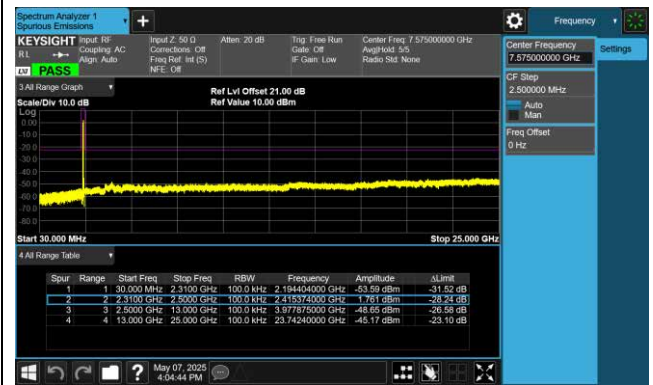 Spectrum Analyzer 1
Spurious Emissions
+
Frequency
KEYSIGHT Input: RF Input Z: 50 Ω Atten: 20 dB Trig: Free Run Center Freq: 7.575000000 GHz
RL Coupling: AC Corrections: Off Gate: Off Avg|Hold: 5/5
Align: Auto Freq Ref: Int (S) IF Gain: Low Radio Std: None
NFE: Off
LXI PASS
Center Frequency
7.575000000 GHz
Settings
CF Step
2.500000 MHz
Auto
Man
Freq Offset
0 Hz
3 All Range Graph
Ref Lvl Offset 21.00 dB
Scale/Div 10.0 dB Ref Value 10.00 dBm
Log
0.00
-10.0
-20.0
-30.0
-40.0
-50.0
-60.0
-70.0
-80.0
Start 30.000 MHz Stop 25.000 GHz
4 All Range Table
Spur Range Start Freq Stop Freq RBW Frequency Amplitude ΔLimit
1 1 30.000 MHz 2.3100 GHz 100.0 kHz 2.194404000 GHz -53.59 dBm -31.52 dB
2 2 2.3100 GHz 2.5000 GHz 100.0 kHz 2.415374000 GHz 1.761 dBm -28.24 dB
3 3 2.5000 GHz 13.000 GHz 100.0 kHz 3.977875000 GHz -48.65 dBm -26.58 dB
4 4 13.000 GHz 25.000 GHz 100.0 kHz 23.74240000 GHz -45.17 dBm -23.10 dB
?
May 07, 2025
4:04:44 PM